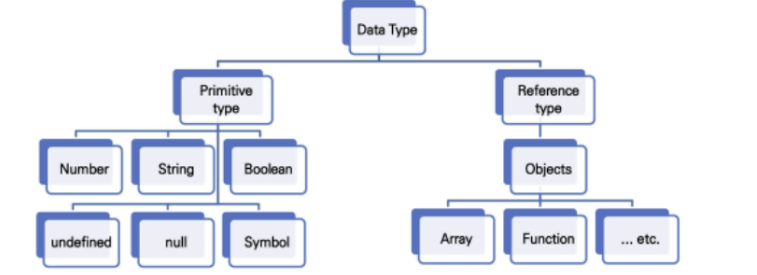 Data Type
Primitive
type
Reference
type
Number
String
Boolean
Objects
undefined
null
Symbol
Array
Function
... etc.